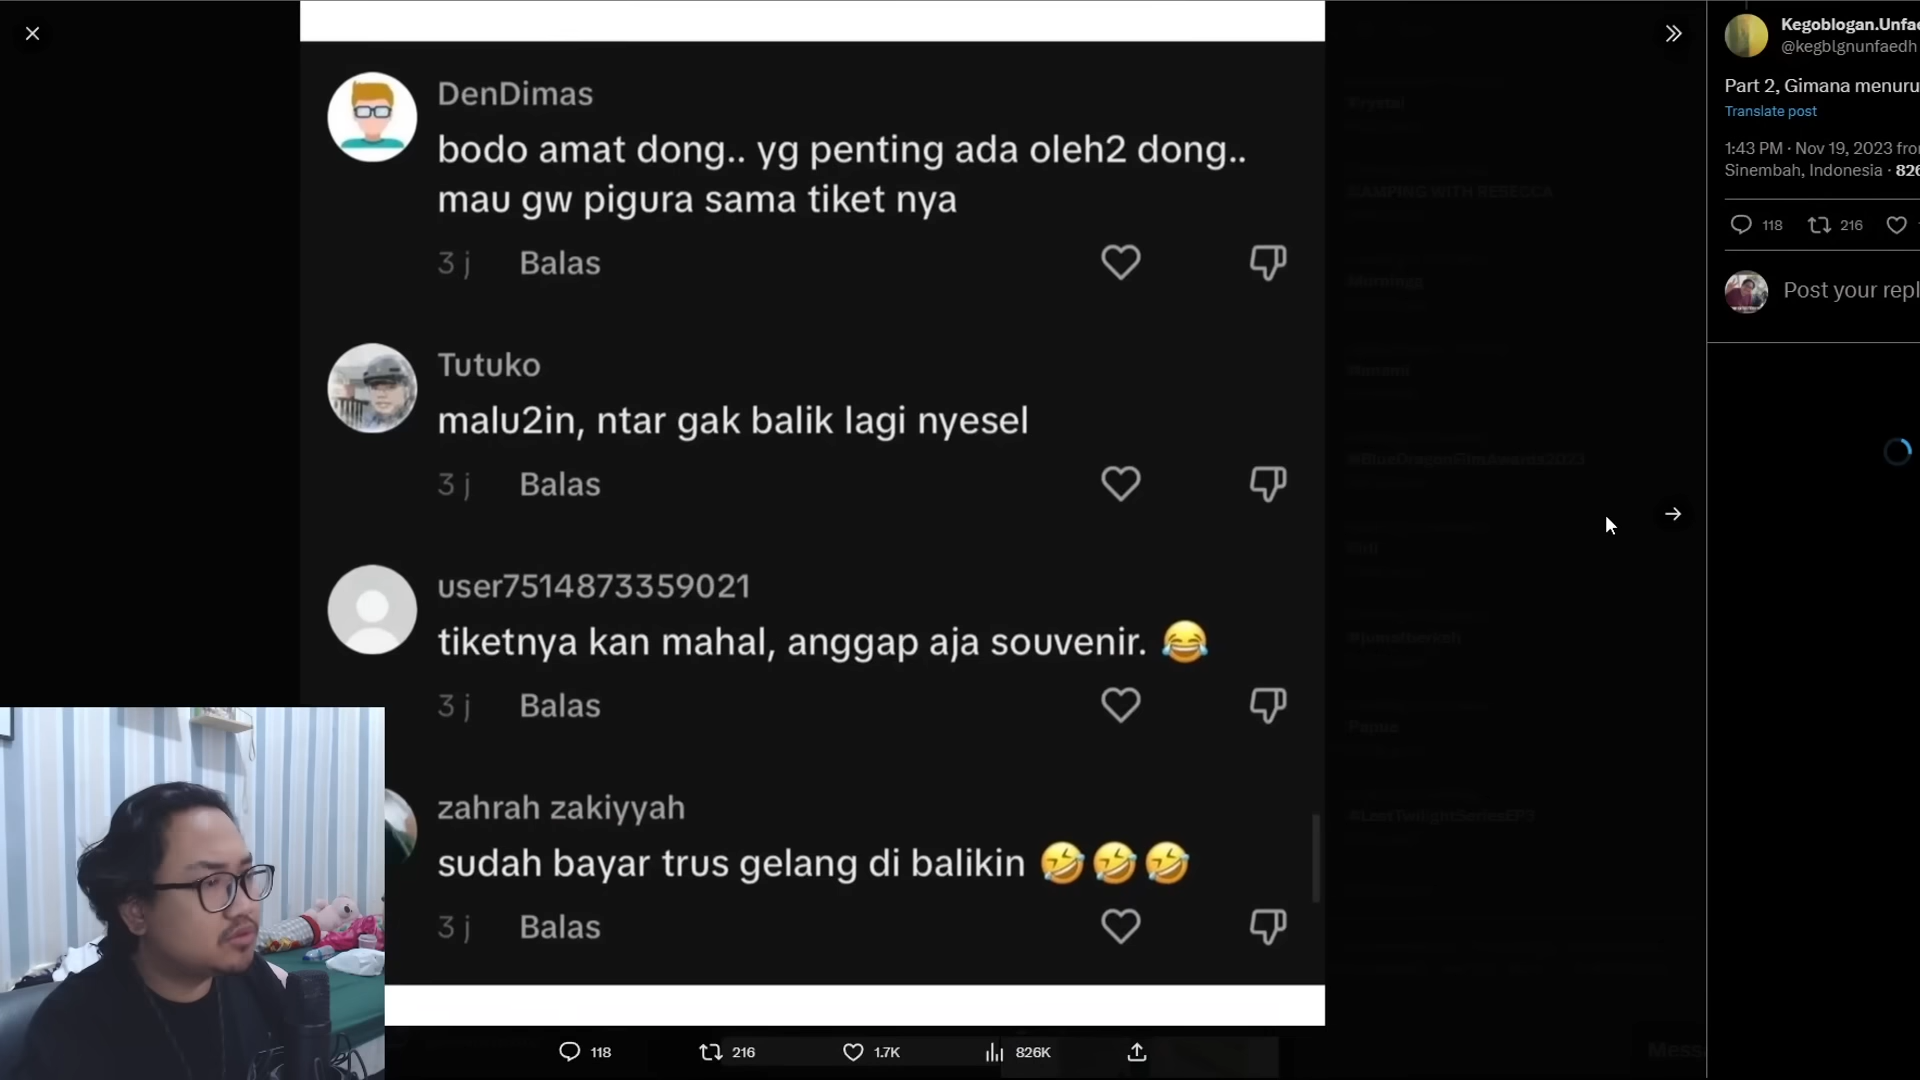 DenDimas
bodo amat dong.. yg penting ada oleh2 dong..
mau gw pigura sama tiket nya
3 j Balas
Tutuko
malu2in, ntar gak balik lagi nyesel
3 j Balas
user7514873359021
tiketnya kan mahal, anggap aja souvenir. 😂
3 j Balas
zahrah zakiyyah
sudah bayar trus gelang di balikin 🤣🤣🤣
3 j Balas
118 216 1.7K 826K
Kegoblogan.Unfae
@kegblgnunfaedh
Part 2, Gimana menuru
Translate post
1:43 PM · Nov 19, 2023 fro
Sinembah, Indonesia · 826
118 216
Post your repl
#BlueDragonFilmAwards2023
#LastTwilightSeriesEP3